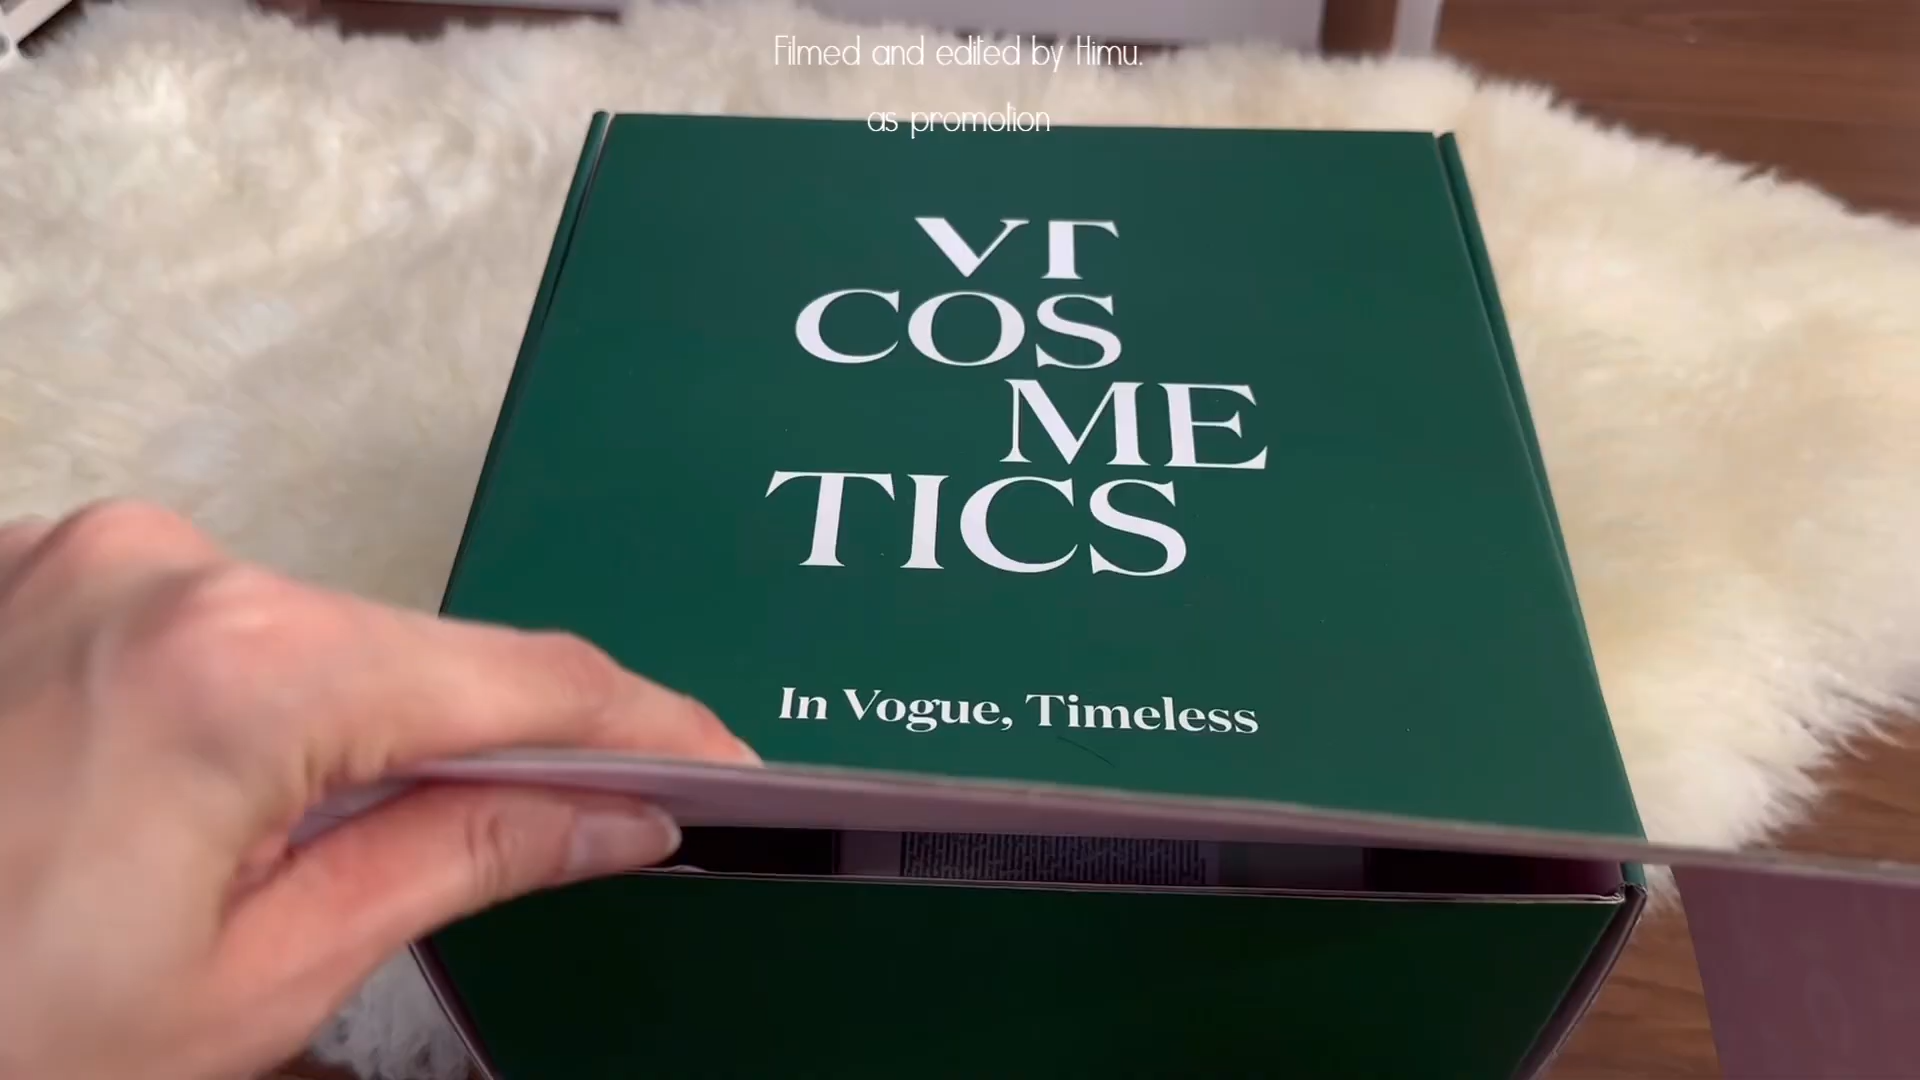 Filmed and edited by Himu.
as promotion
VT
COS
ME
TICS
In Vogue, Timeless